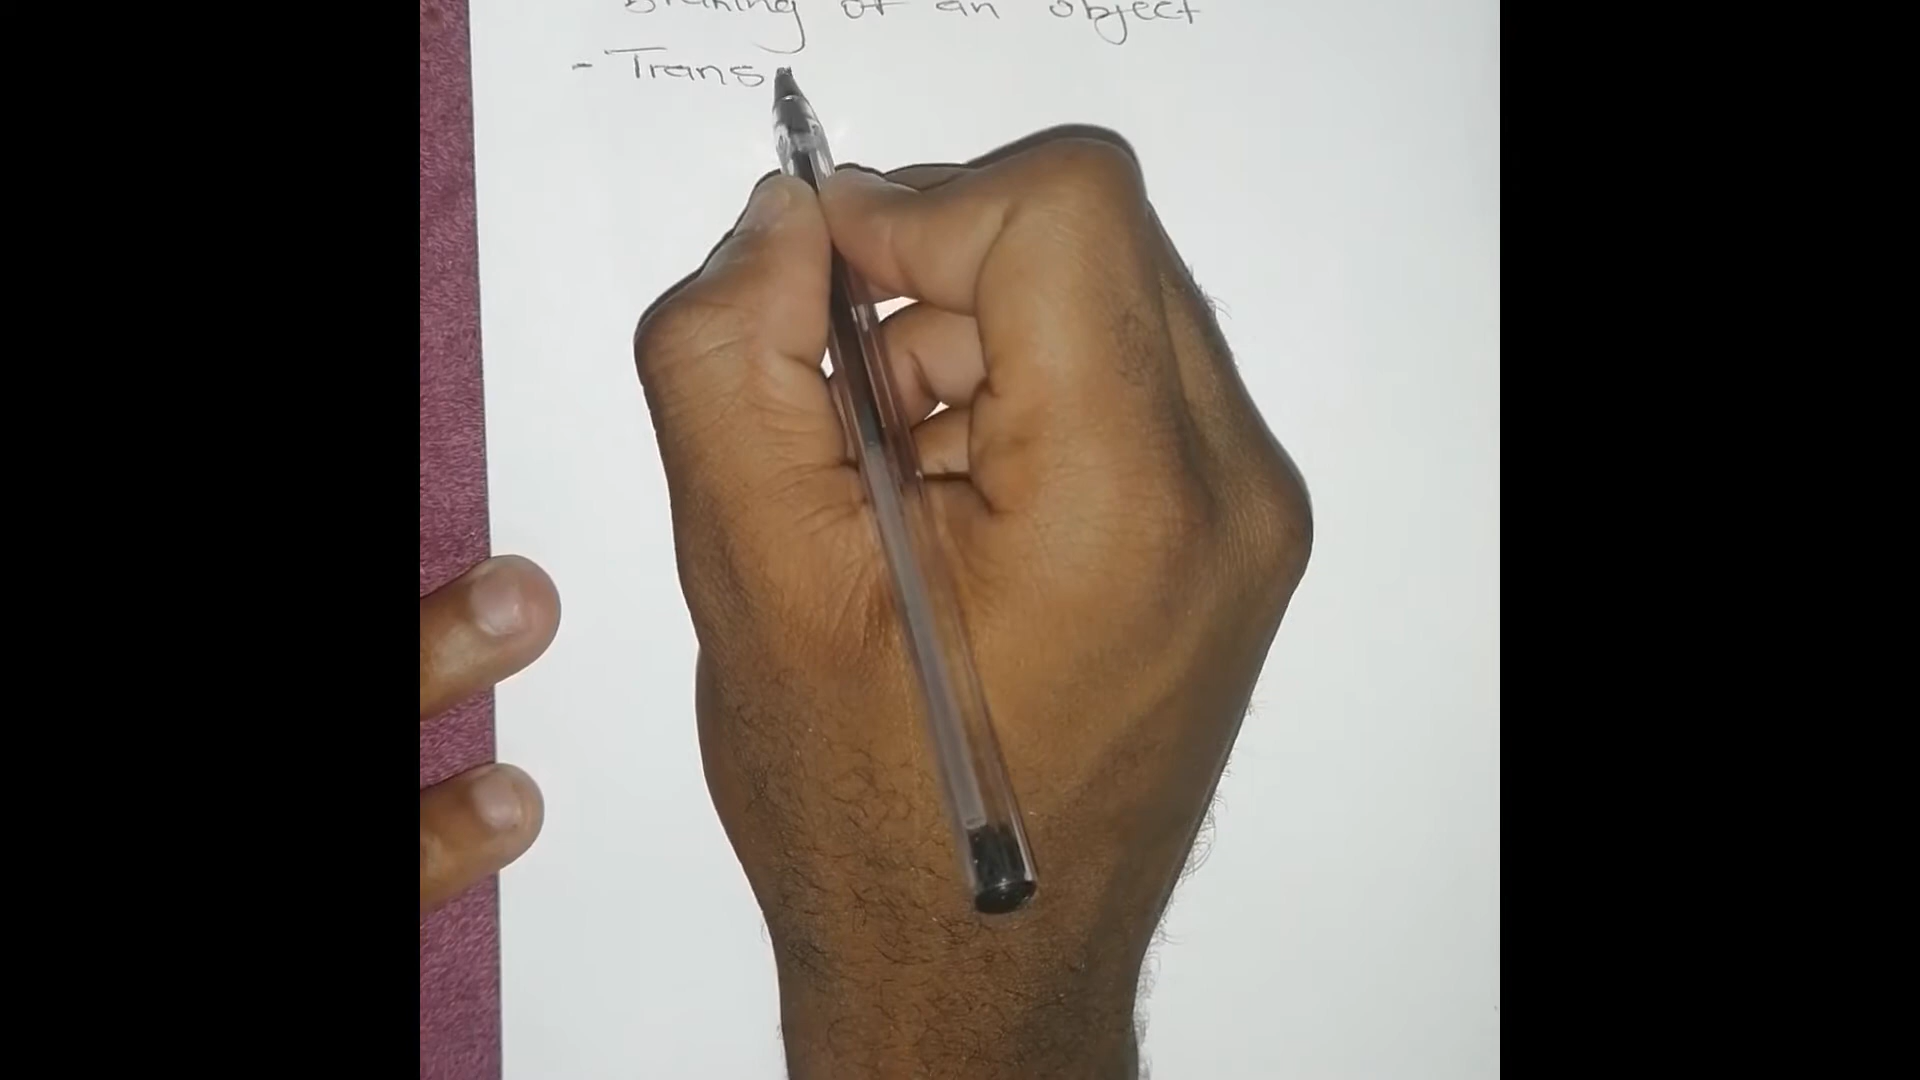 of an object
- Trans